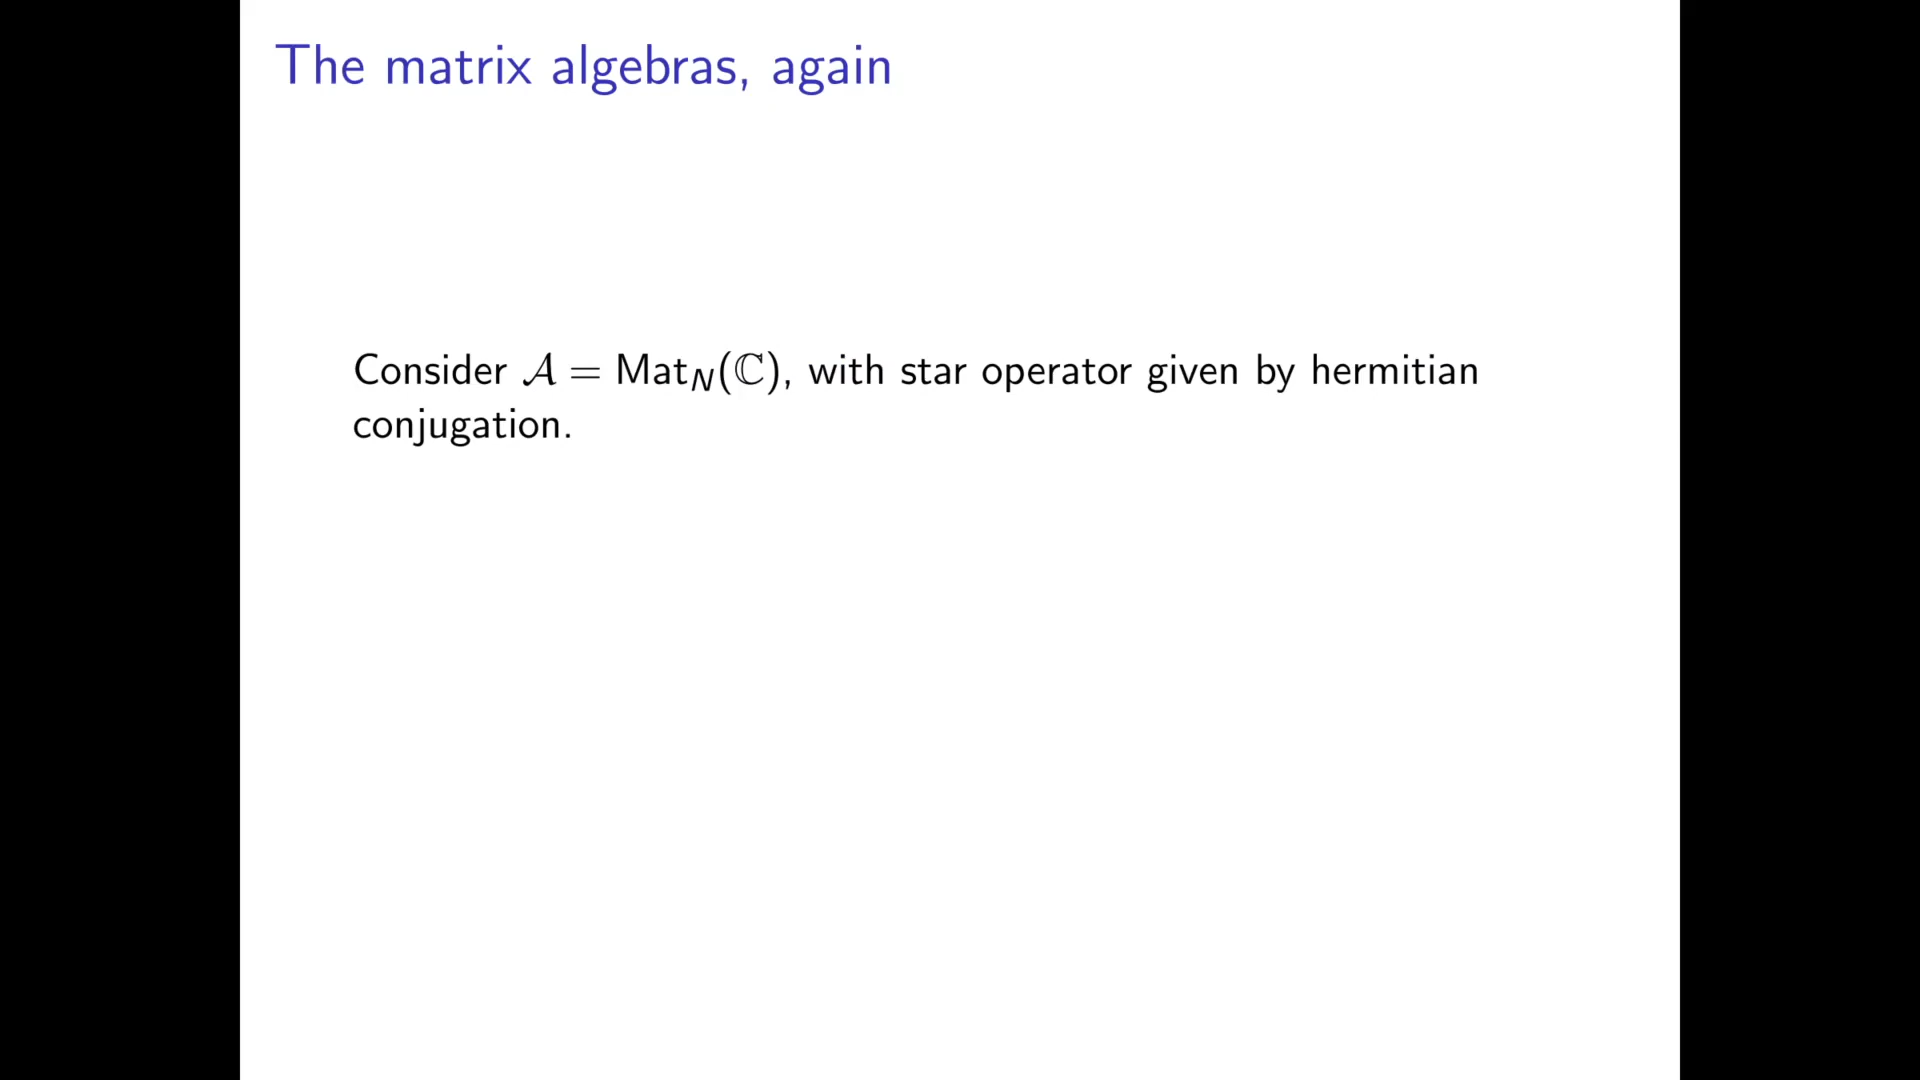 The matrix algebras, again
Consider 𝒜 = Mat_N(ℂ), with star operator given by hermitian
conjugation.